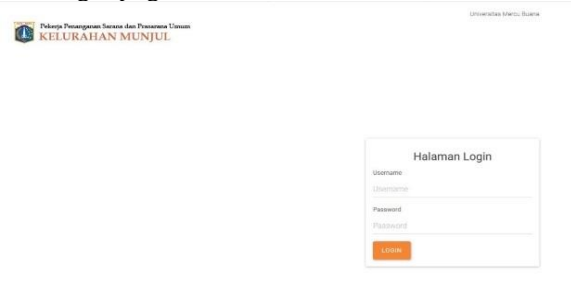 Universitas Mercu Buana
Pekerja Penanganan Sarana dan Prasarana Umum
KELURAHAN MUNJUL
Halaman Login
Username
Username
Password
Password
LOGIN